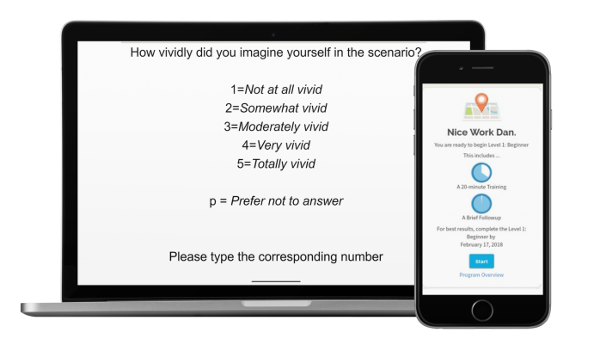 How vividly did you imagine yourself in the scenario?
1=Not at all vivid
2=Somewhat vivid
3=Moderately vivid
4=Very vivid
5=Totally vivid
p = Prefer not to answer
Please type the corresponding number
Nice Work Dan.
You are ready to begin Level 1: Beginner
This includes ...
A 20-minute Training
A Brief Followup
For best results, complete the Level 1:
Beginner by
February 17, 2018
Start
Program Overview